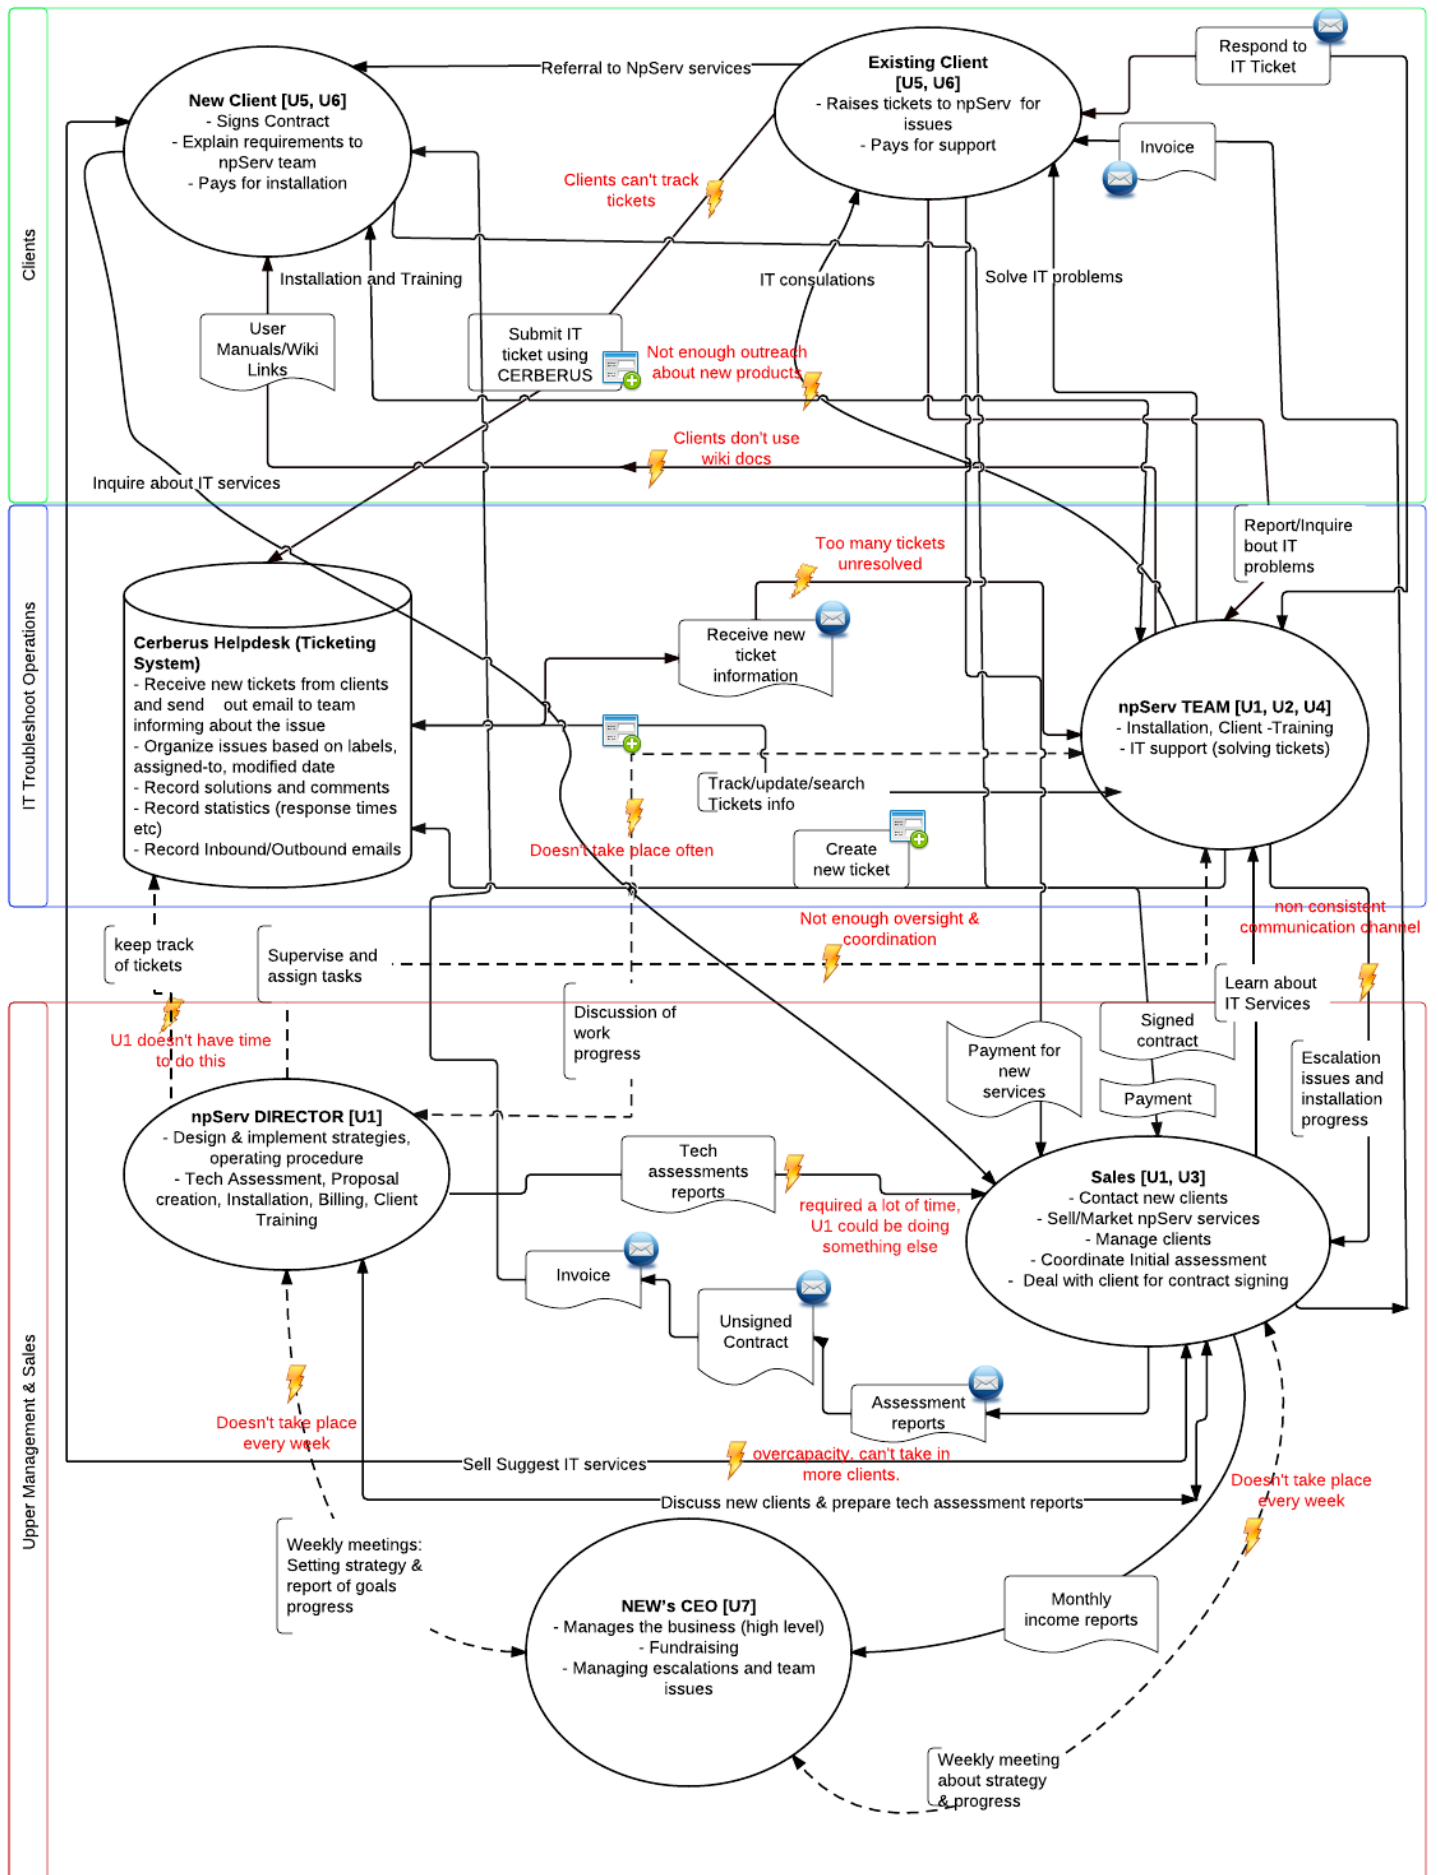 Clients
Respond to
IT Ticket
Referral to NpServ services
Existing Client
[U5, U6]
- Raises tickets to npServ for
issues
- Pays for support
New Client [U5, U6]
- Signs Contract
- Explain requirements to
npServ team
- Pays for installation
Invoice
Clients can't track
tickets
Installation and Training
IT consulations
Solve IT problems
User
Manuals/Wiki
Links
Submit IT
ticket using
CERBERUS
Not enough outreach
about new products
Clients don't use
wiki docs
Inquire about IT services
IT Troubleshoot Operations
Report/Inquire
bout IT
problems
Too many tickets
unresolved
Cerberus Helpdesk (Ticketing
System)
- Receive new tickets from clients
and send out email to team
informing about the issue
- Organize issues based on labels,
assigned-to, modified date
- Record solutions and comments
- Record statistics (response times
etc)
- Record Inbound/Outbound emails
Receive new
ticket
information
npServ TEAM [U1, U2, U4]
- Installation, Client -Training
- IT support (solving tickets)
Track/update/search
Tickets info
Doesn't take place often
Create
new ticket
Not enough oversight &
coordination
non consistent
communication channel
keep track
of tickets
Supervise and
assign tasks
Learn about
IT Services
Upper Management & Sales
Discussion of
work
progress
Signed
contract
U1 doesn't have time
to do this
Payment for
new
services
Payment
Escalation
issues and
installation
progress
npServ DIRECTOR [U1]
- Design & implement strategies,
operating procedure
- Tech Assessment, Proposal
creation, Installation, Billing, Client
Training
Tech
assessments
reports
required a lot of time,
U1 could be doing
something else
Sales [U1, U3]
- Contact new clients
- Sell/Market npServ services
- Manage clients
- Coordinate Initial assessment
- Deal with client for contract signing
Invoice
Unsigned
Contract
Assessment
reports
Doesn't take place
every week
Sell Suggest IT services
overcapacity, can't take in
more clients.
Discuss new clients & prepare tech assessment reports
Doesn't take place
every week
Weekly meetings:
Setting strategy &
report of goals
progress
NEW's CEO [U7]
- Manages the business (high level)
- Fundraising
- Managing escalations and team
issues
Monthly
income reports
Weekly meeting
about strategy
& progress